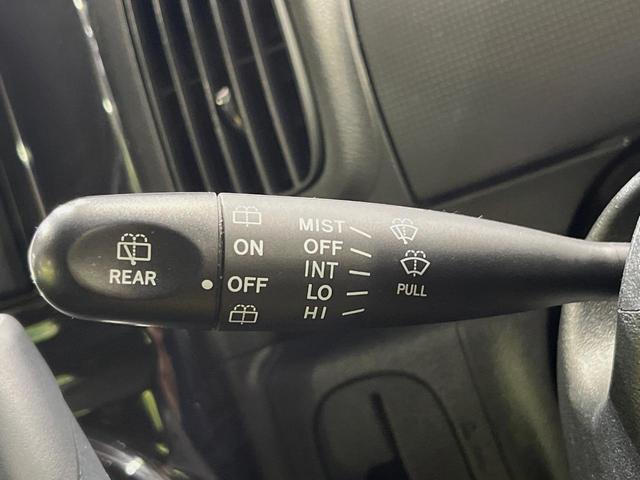 REAR
ON
OFF
MIST
OFF
INT
LO
HI
PULL